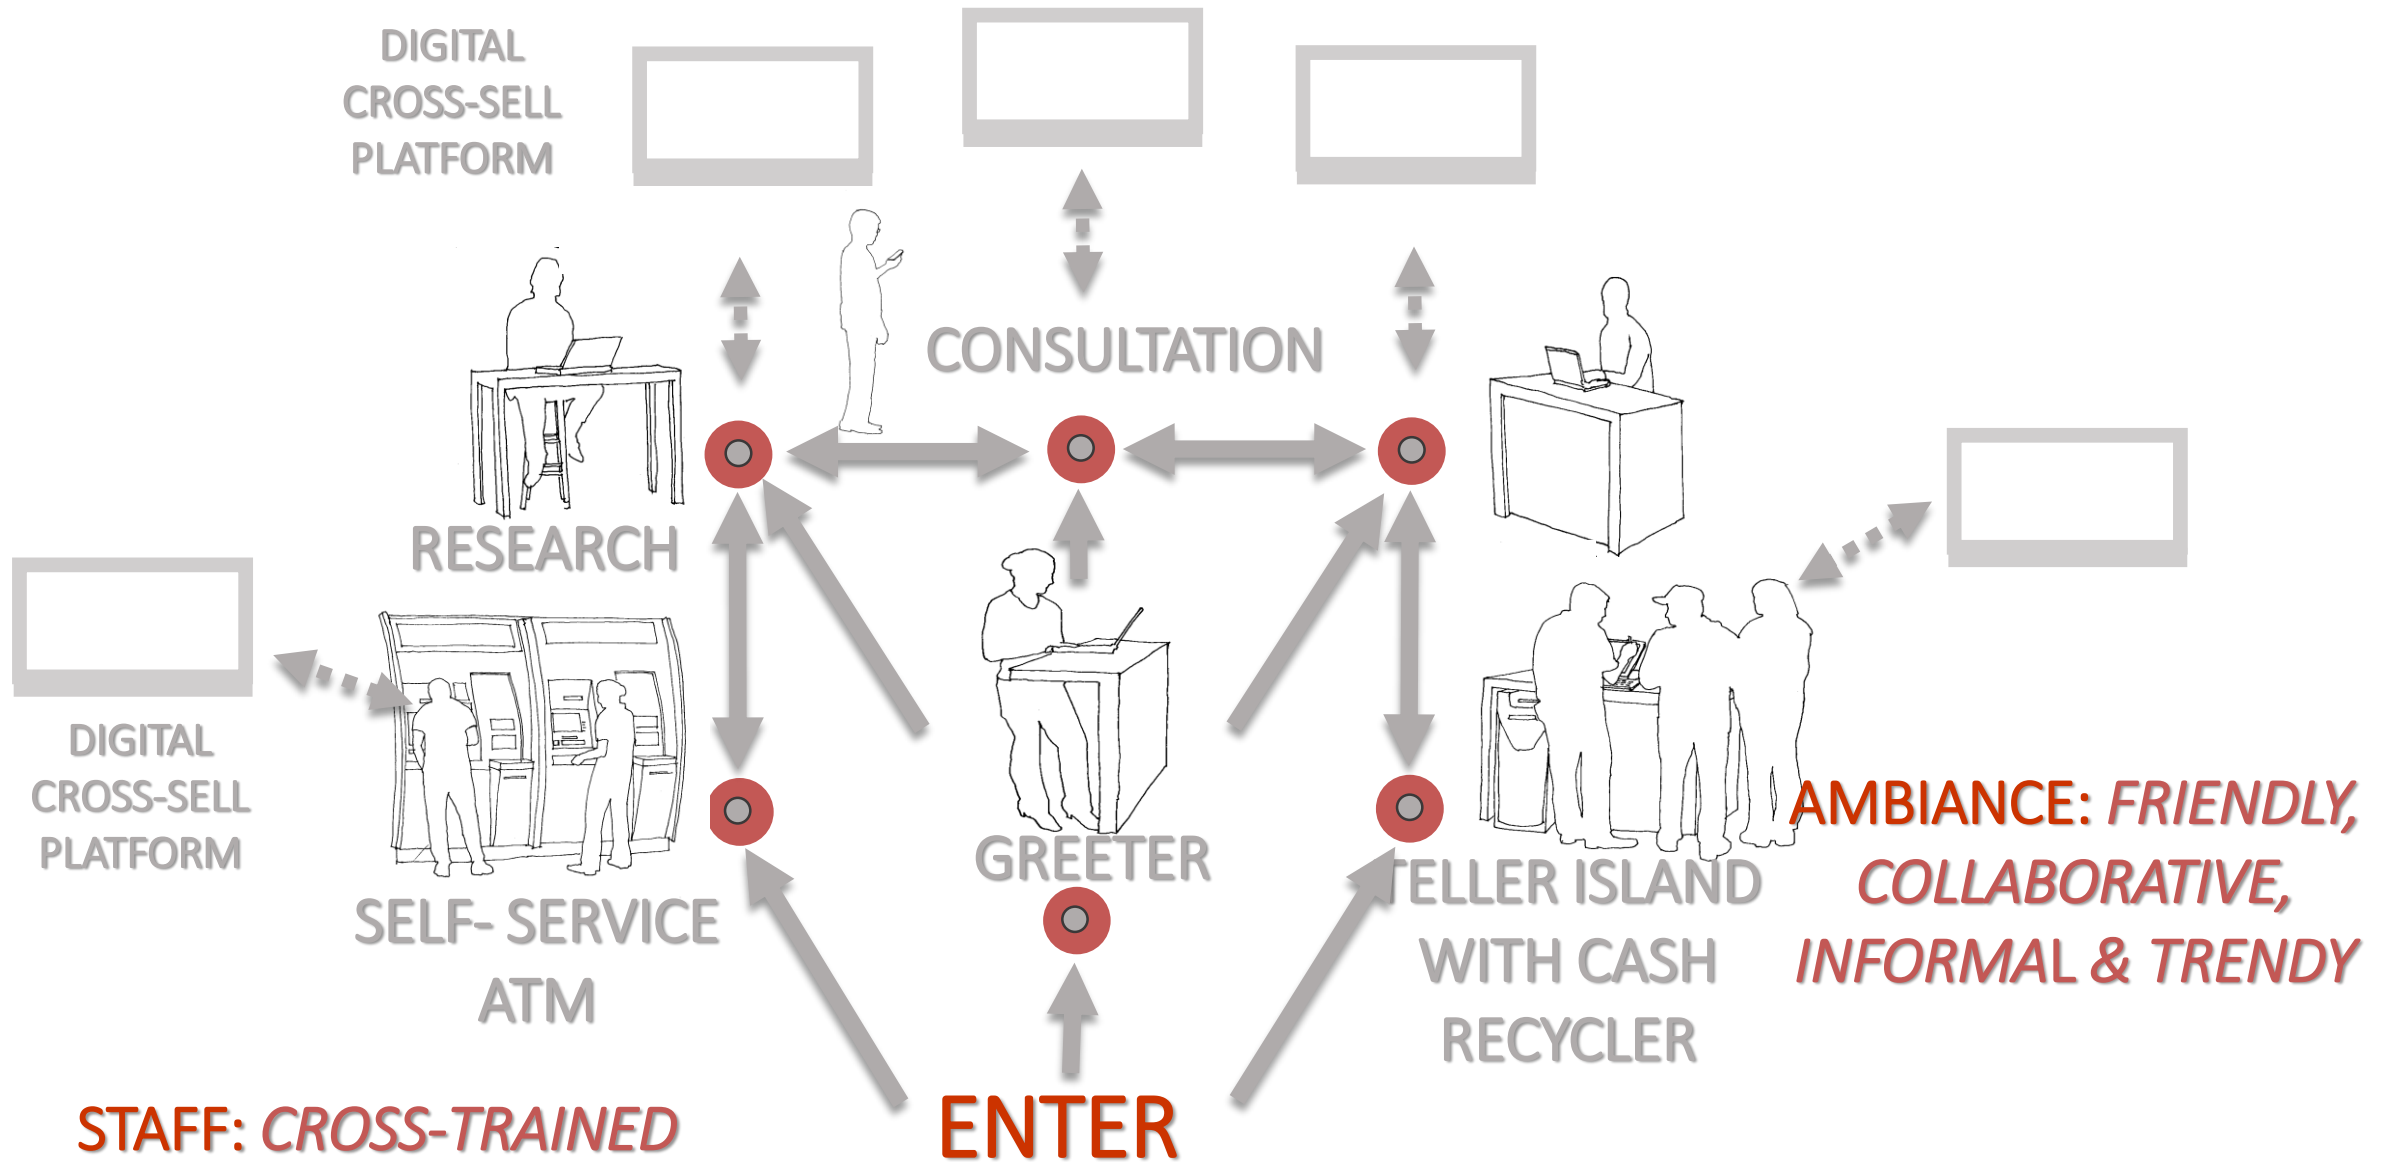 DIGITAL
CROSS-SELL
PLATFORM
CONSULTATION
RESEARCH
DIGITAL
CROSS-SELL
PLATFORM
SELF- SERVICE
ATM
GREETER
TELLER ISLAND
WITH CASH
RECYCLER
AMBIANCE: FRIENDLY,
COLLABORATIVE,
INFORMAL & TRENDY
STAFF: CROSS-TRAINED
ENTER